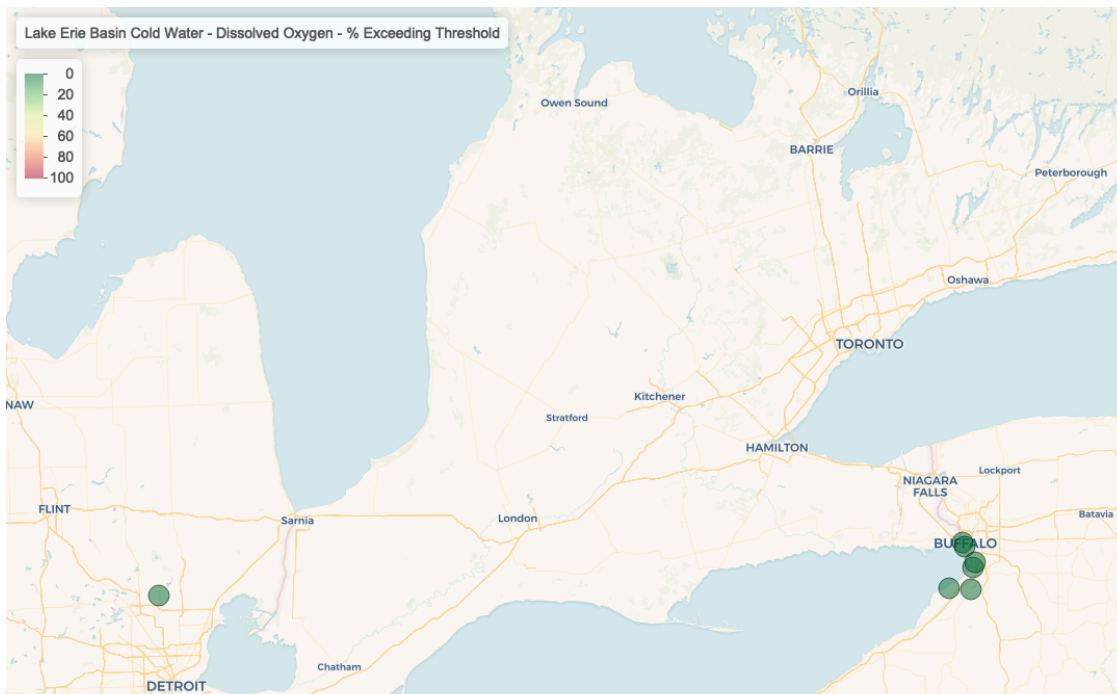 Lake Erie Basin Cold Water - Dissolved Oxygen - % Exceeding Threshold
0
20
40
60
80
100
Owen Sound
Orillia
BARRIE
Peterborough
Oshawa
TORONTO
NAW
Kitchener
Stratford
HAMILTON
Lockport
NIAGARA
FALLS
FLINT
Sarnia
London
Batavia
BUFFALO
Chatham
DETROIT